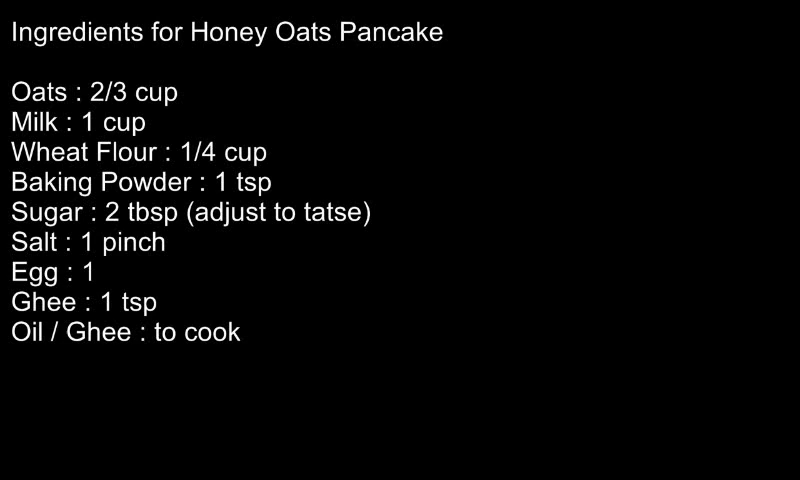 Ingredients for Honey Oats Pancake
Oats : 2/3 cup
Milk : 1 cup
Wheat Flour : 1/4 cup
Baking Powder : 1 tsp
Sugar : 2 tbsp (adjust to tatse)
Salt : 1 pinch
Egg : 1
Ghee : 1 tsp
Oil / Ghee : to cook